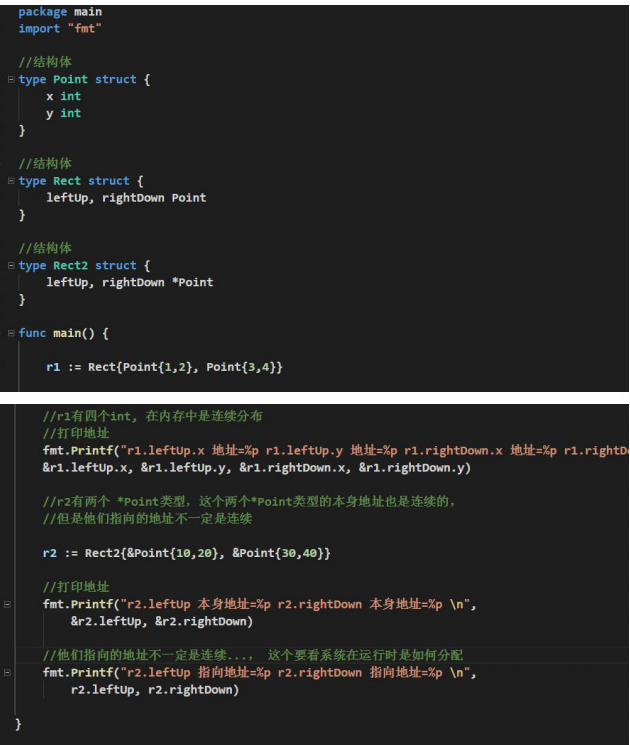 package main
import "fmt"
//结构体
type Point struct {
x int
y int
}
//结构体
type Rect struct {
leftUp, rightDown Point
}
//结构体
type Rect2 struct {
leftUp, rightDown *Point
}
func main() {
r1 := Rect{Point{1,2}, Point{3,4}}
//r1有四个int, 在内存中是连续分布
//打印地址
fmt.Printf("r1.leftUp.x 地址=%p r1.leftUp.y 地址=%p r1.rightDown.x 地址=%p r1.rightD
&r1.leftUp.x, &r1.leftUp.y, &r1.rightDown.x, &r1.rightDown.y)
//r2有两个 *Point类型，这个两个*Point类型的本身地址也是连续的，
//但是他们指向的地址不一定是连续
r2 := Rect2{&Point{10,20}, &Point{30,40}}
//打印地址
fmt.Printf("r2.leftUp 本身地址=%p r2.rightDown 本身地址=%p \n",
&r2.leftUp, &r2.rightDown)
//他们指向的地址不一定是连续...， 这个要看系统在运行时是如何分配
fmt.Printf("r2.leftUp 指向地址=%p r2.rightDown 指向地址=%p \n",
r2.leftUp, r2.rightDown)
}